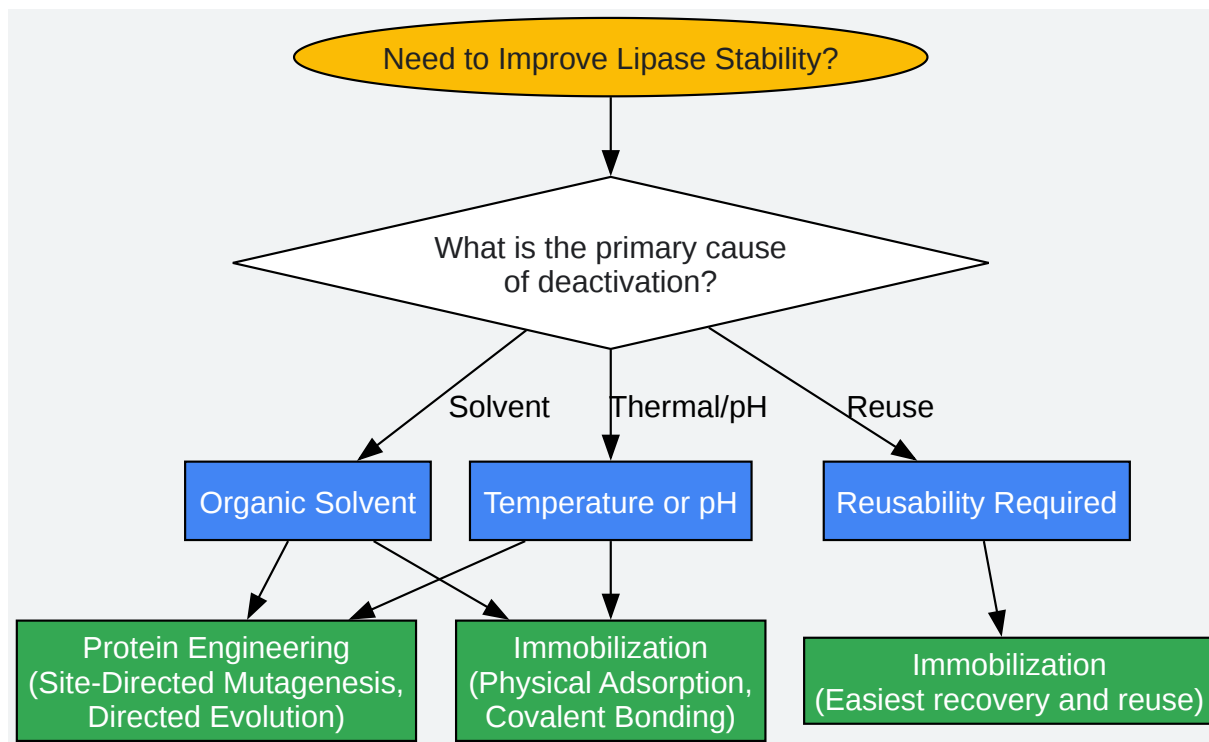 Need to Improve Lipase Stability?
What is the primary cause
of deactivation?
Solvent
Thermal/pH
Reuse
Organic Solvent
Temperature or pH
Reusability Required
Protein Engineering
(Site-Directed Mutagenesis,
Directed Evolution)
Immobilization
(Physical Adsorption,
Covalent Bonding)
Immobilization
(Easiest recovery and reuse)